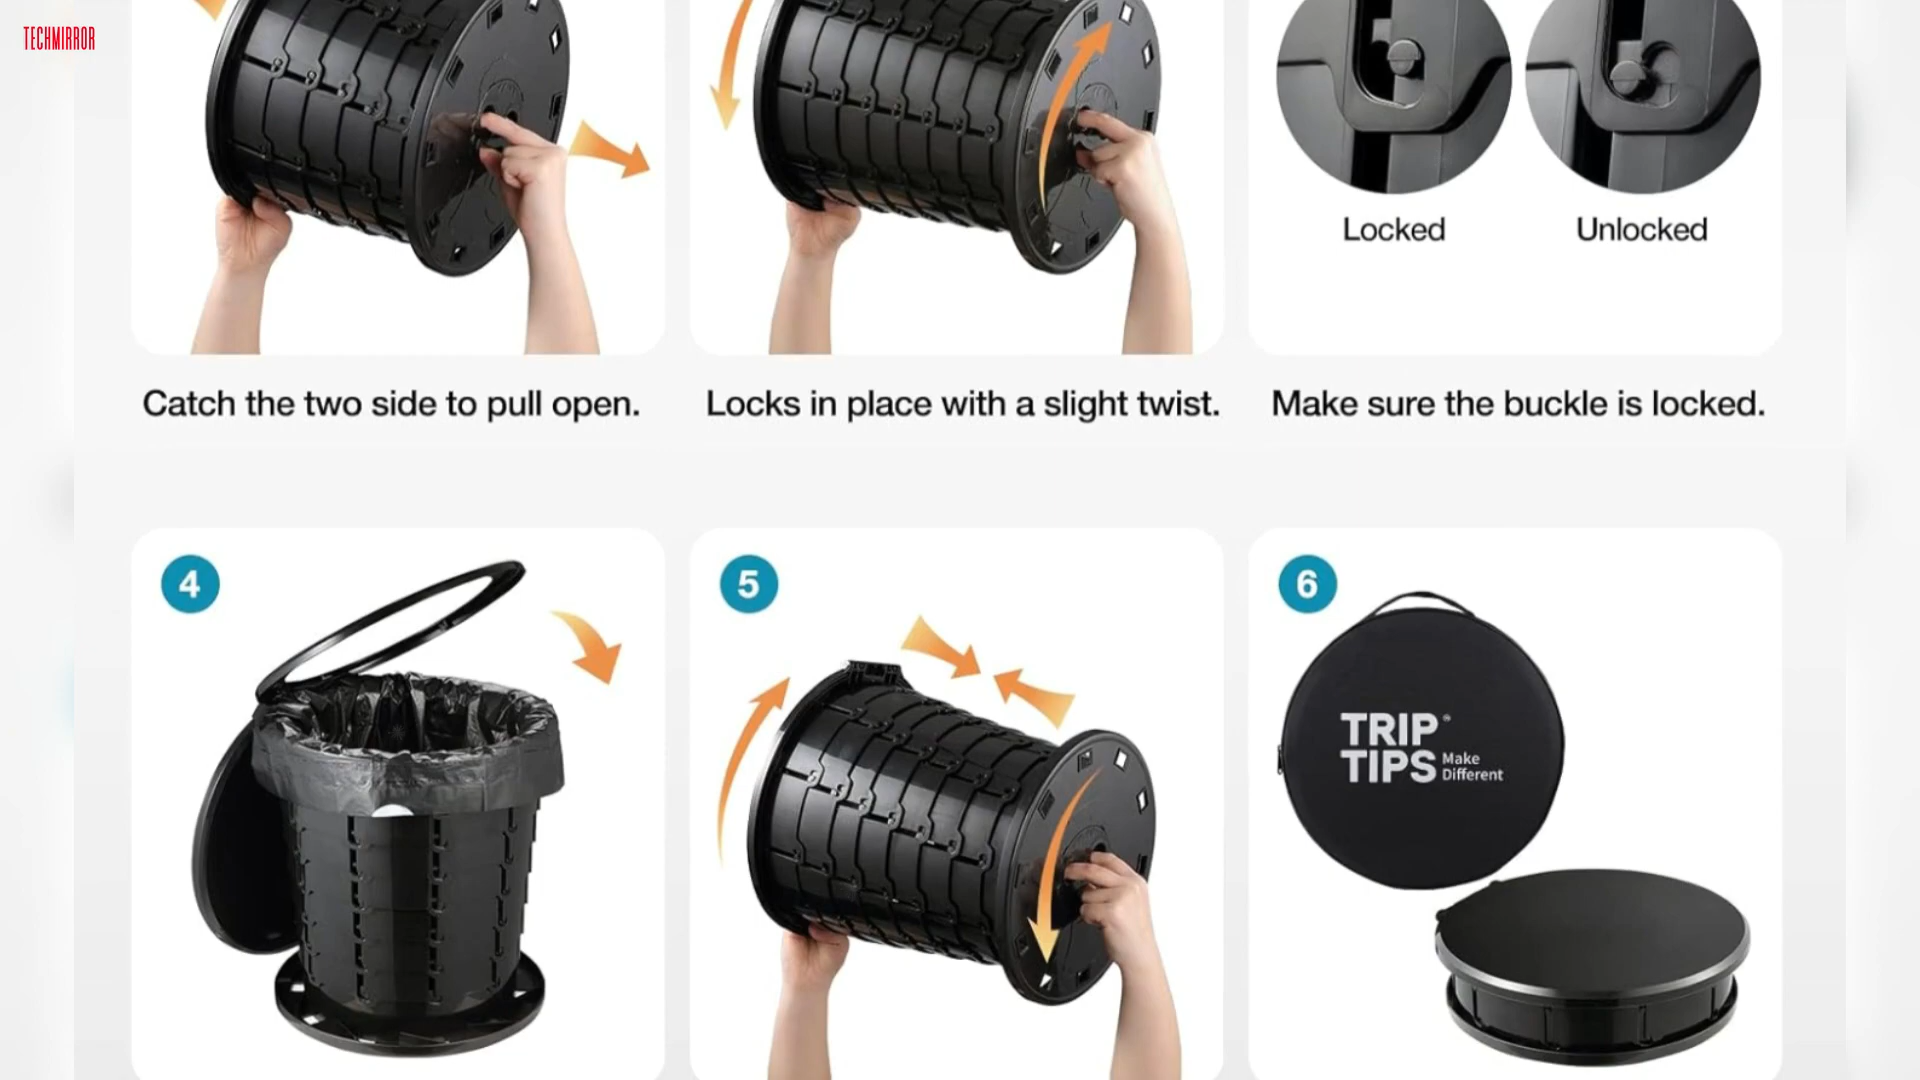 TECHMIRROR
Locked
Unlocked
Catch the two side to pull open.
Locks in place with a slight twist.
Make sure the buckle is locked.
4
5
6
TRIP®
TIPS Make
Different